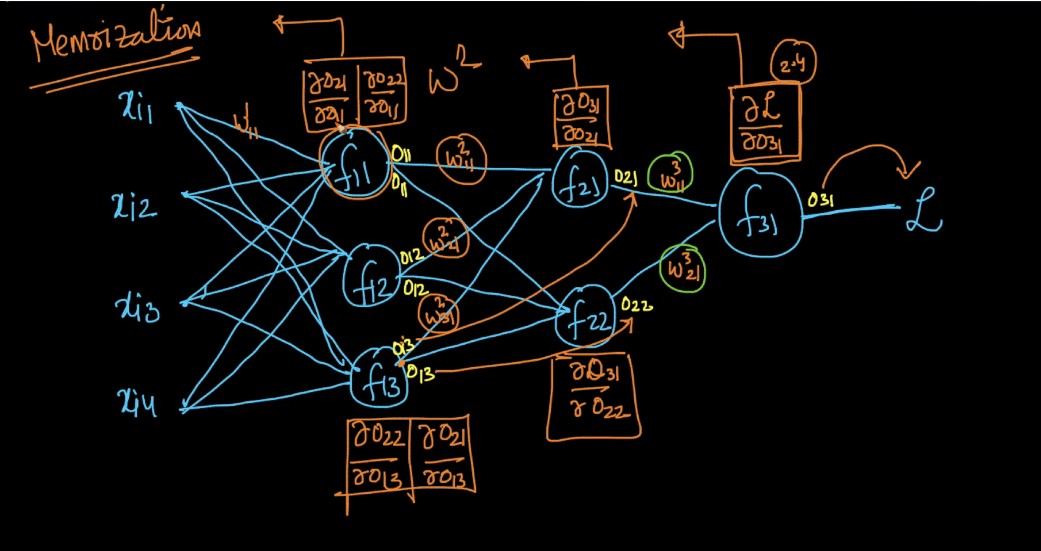 Memoization
∂O21/∂O11 ∂O22/∂O11
W²
∂O31/∂O21
∂L/∂O31
2.4
xi1
W11
f11
O11
O11
W²11
f21
O21
W³11
f31
O31
L
xi2
W²21
O12
f12
O12
W³21
xi3
W²31
O13
f13
O13
f22
O22
∂O31/∂O22
xi4
∂O22/∂O13 ∂O21/∂O13